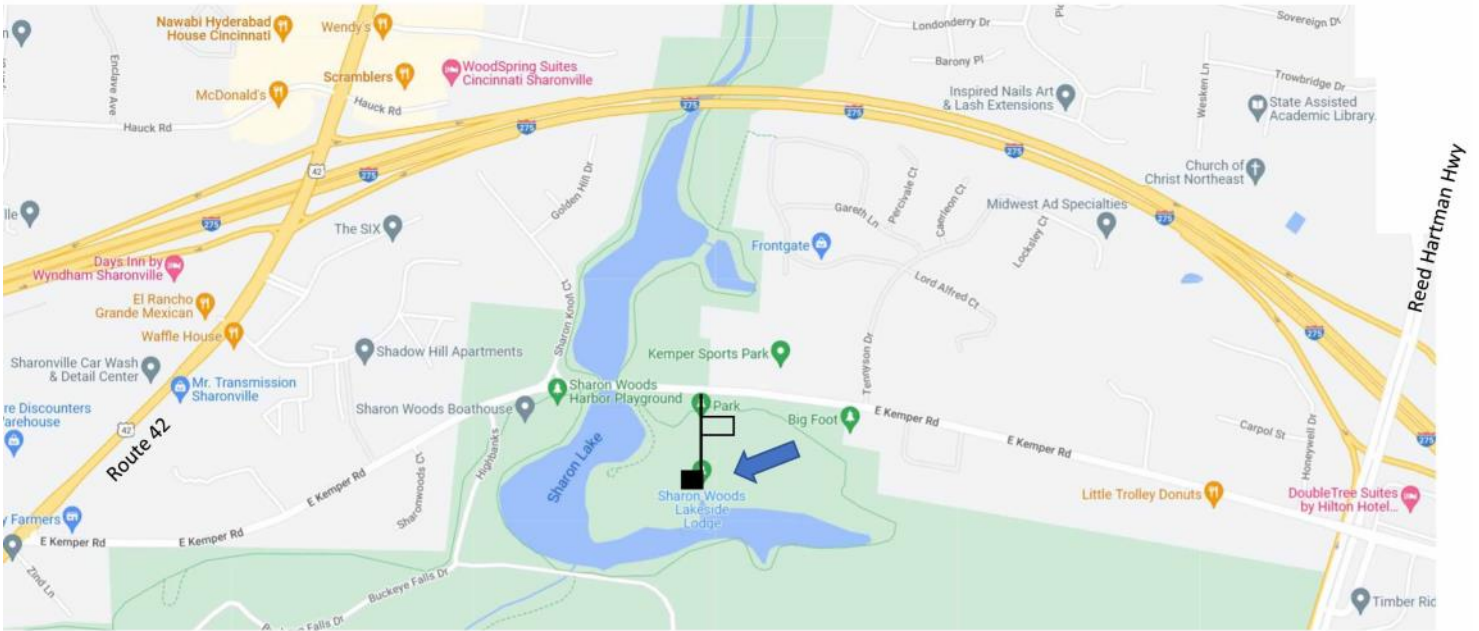 Nawabi Hyderabad
House Cincinnati
Wendy's
Londonderry Dr
Sovereign Dr
Enclave Ave
Scramblers
WoodSpring Suites
Cincinnati Sharonville
Barony Pl
Wesken Ln
Trowbridge Dr
McDonald's
Hauck Rd
Inspired Nails Art
& Lash Extensions
State Assisted
Academic Library
Hauck Rd
275
275
275
275
42
275
Church of
Christ Northeast
Reed Hartman Hwy
Golden Hill Dr
Percivale Ct
Caerleon Ct
Gareth Ln
Midwest Ad Specialties
275
275
The SIX
Frontgate
Locksley Ct
Days Inn by
Wyndham Sharonville
Lord Alfred Ct
El Rancho
Grande Mexican
Waffle House
Sharon Knoll Ct
Tennyson Dr
275
Shadow Hill Apartments
Kemper Sports Park
Sharonville Car Wash
& Detail Center
Mr. Transmission
Sharonville
Sharon Woods
Harbor Playground
Park
Sharon Woods Boathouse
Big Foot
E Kemper Rd
re Discounters
arehouse
42
Route 42
Highbanks
Sharon Lake
E Kemper Rd
Carpol St
Honeywell Dr
275
E Kemper Rd
Sharonwoods Ct
Sharon Woods
Lakeside
Lodge
Little Trolley Donuts
DoubleTree Suites
by Hilton Hotel...
y Farmers
E Kemper Rd
E Kemper Rd
Zind Ln
Buckeye Falls Dr
Timber Ric